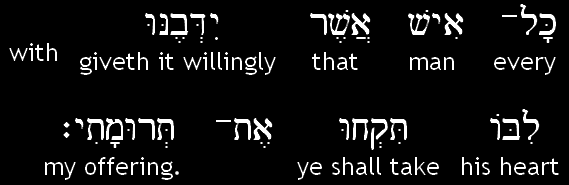 כָּל־ אִישׁ אֲשֶׁר יִדְּבֶנּוּ
with giveth it willingly that man every
לִבּוֹ תִּקְחוּ אֶת־ תְּרוּמָתִי׃
my offering. ye shall take his heart